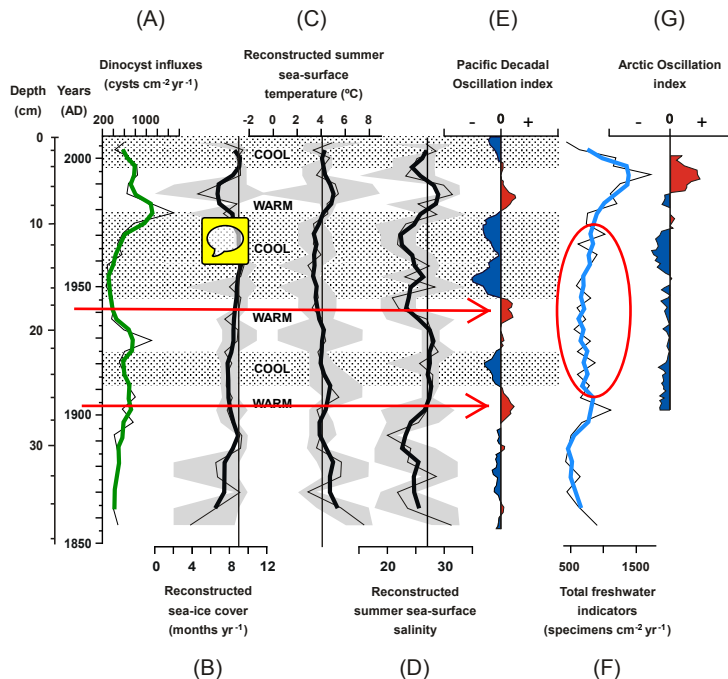 (A)
(C)
(E)
(G)
Dinocyst influxes
(cysts cm-2 yr-1)
Reconstructed summer
sea-surface
temperature (ºC)
Pacific Decadal
Oscillation index
Arctic Oscillation
index
Depth
(cm)
Years
(AD)
200 1000
-2 0 4 8
- 0 +
- 0 +
0
10
20
30
2000
1950
1900
1850
COOL
WARM
COOL
WARM
COOL
WARM
0 4 8 12
20 25 30
500 1500
Reconstructed
sea-ice cover
(months yr-1)
Reconstructed
summer sea-surface
salinity
Total freshwater
indicators
(specimens cm-2 yr-1)
(B)
(D)
(F)